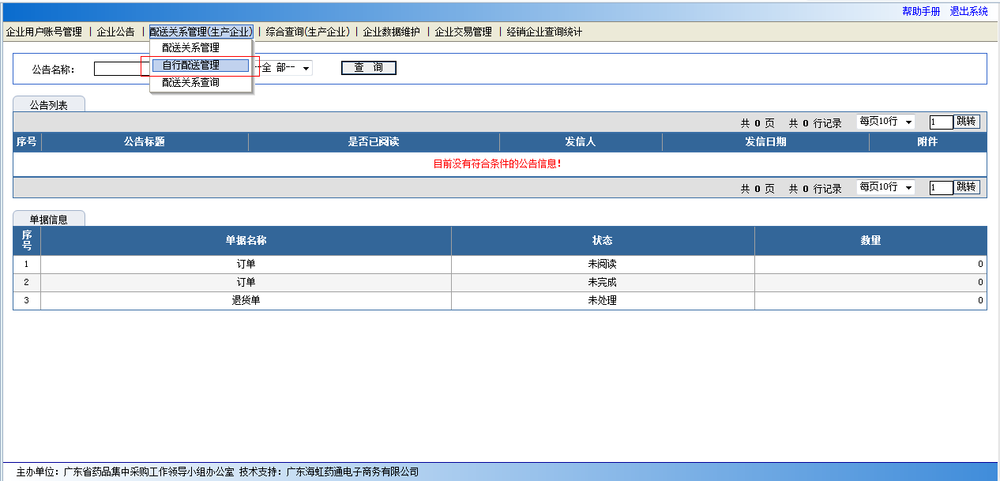 帮助手册 退出系统
企业用户账号管理 | 企业公告 | 配送关系管理(生产企业) | 综合查询(生产企业) | 企业数据维护 | 企业交易管理 | 经销企业查询统计
配送关系管理
自行配送管理
配送关系查询
公告名称： --全 部-- 查 询
公告列表
共 0 页 共 0 行记录 每页10行 1 跳转
序号 公告标题 是否已阅读 发信人 发信日期 附件
目前没有符合条件的公告信息!
共 0 页 共 0 行记录 每页10行 1 跳转
单据信息
序号 单据名称 状态 数量
1 订单 未阅读 0
2 订单 未完成 0
3 退货单 未处理 0
主办单位：广东省药品集中采购工作领导小组办公室 技术支持：广东海虹药通电子商务有限公司